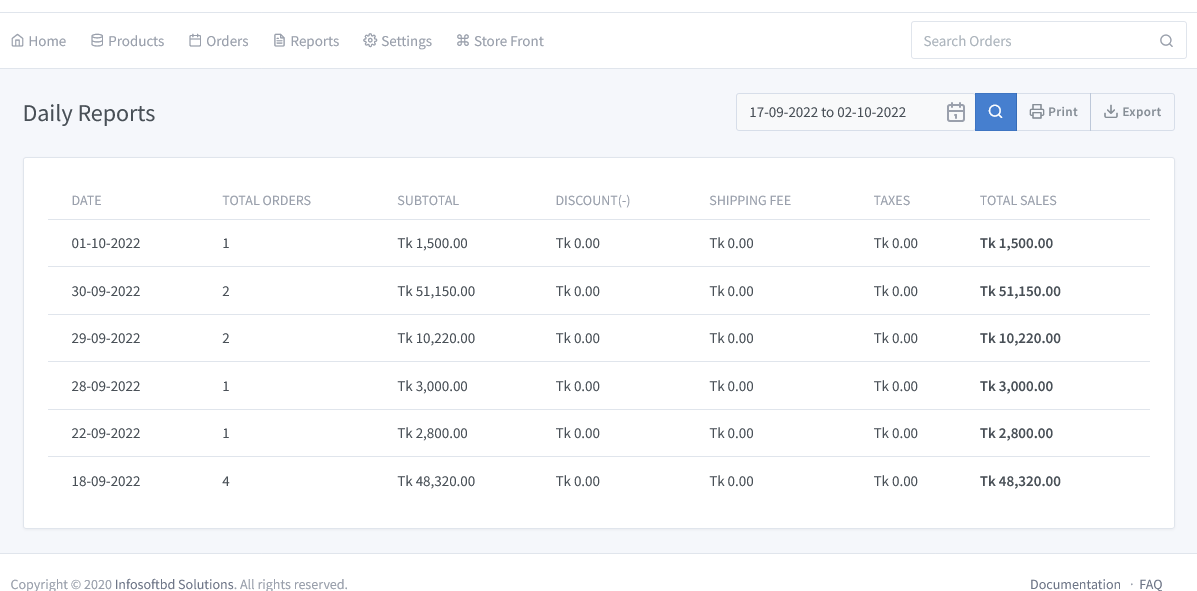 Home Products Orders Reports Settings Store Front Search Orders
Daily Reports 17-09-2022 to 02-10-2022 1 Print Export
DATE TOTAL ORDERS SUBTOTAL DISCOUNT(-) SHIPPING FEE TAXES TOTAL SALES
01-10-2022 1 Tk 1,500.00 Tk 0.00 Tk 0.00 Tk 0.00 Tk 1,500.00
30-09-2022 2 Tk 51,150.00 Tk 0.00 Tk 0.00 Tk 0.00 Tk 51,150.00
29-09-2022 2 Tk 10,220.00 Tk 0.00 Tk 0.00 Tk 0.00 Tk 10,220.00
28-09-2022 1 Tk 3,000.00 Tk 0.00 Tk 0.00 Tk 0.00 Tk 3,000.00
22-09-2022 1 Tk 2,800.00 Tk 0.00 Tk 0.00 Tk 0.00 Tk 2,800.00
18-09-2022 4 Tk 48,320.00 Tk 0.00 Tk 0.00 Tk 0.00 Tk 48,320.00
Copyright © 2020 Infosoftbd Solutions. All rights reserved. Documentation · FAQ